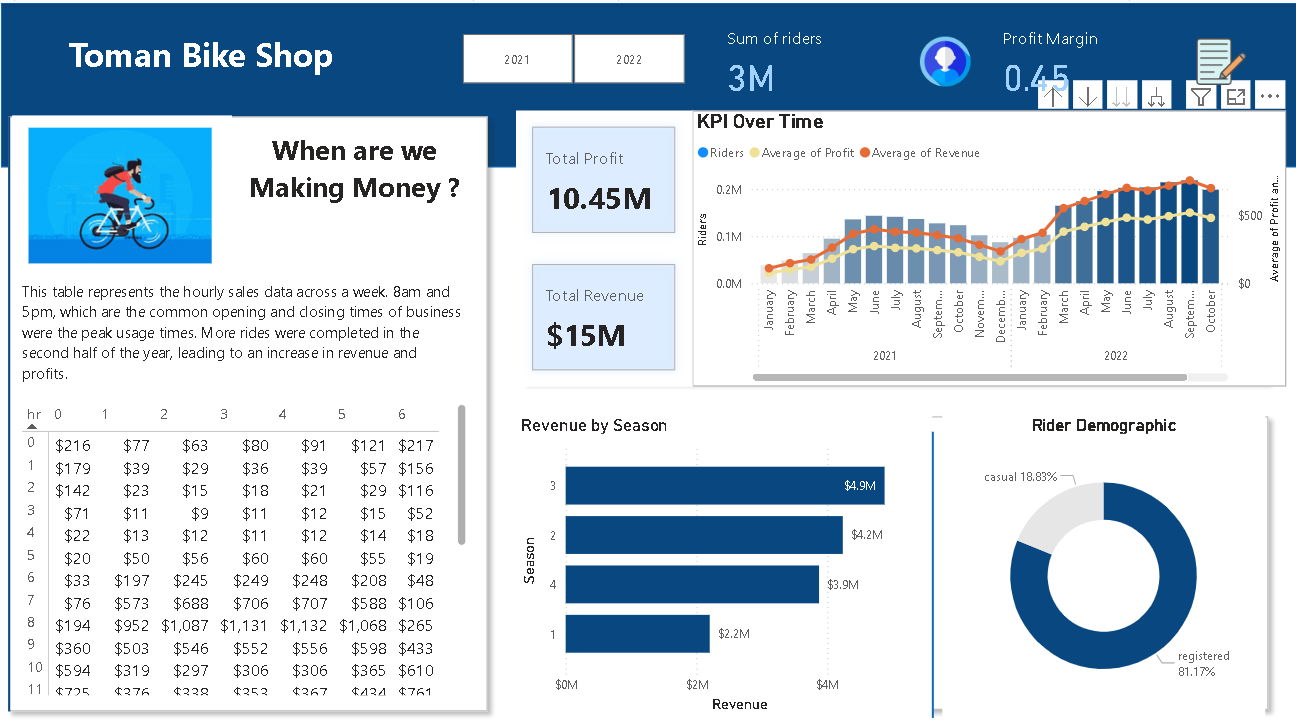 Toman Bike Shop
2021
2022
Sum of riders
3M
Profit Margin
0.45
When are we
Making Money ?
This table represents the hourly sales data across a week. 8am and
5pm, which are the common opening and closing times of business
were the peak usage times. More rides were completed in the
second half of the year, leading to an increase in revenue and
profits.
hr 0 1 2 3 4 5 6
0 $216 $77 $63 $80 $91 $121 $217
1 $179 $39 $29 $36 $39 $57 $156
2 $142 $23 $15 $18 $21 $29 $116
3 $71 $11 $9 $11 $12 $15 $52
4 $22 $13 $12 $11 $12 $14 $18
5 $20 $50 $56 $60 $60 $55 $19
6 $33 $197 $245 $249 $248 $208 $48
7 $76 $573 $688 $706 $707 $588 $106
8 $194 $952 $1,087 $1,131 $1,132 $1,068 $265
9 $360 $503 $546 $552 $556 $598 $433
10 $594 $319 $297 $306 $306 $365 $610
11 $725 $376 $338 $353 $367 $434 $761
Total Profit
10.45M
Total Revenue
$15M
KPI Over Time
Riders Average of Profit Average of Revenue
0.2M
0.1M
0.0M
Riders
$500
$0
Average of Profit an...
January
February
March
April
May
June
July
August
Septem...
October
Novem...
Decemb...
January
February
March
April
May
June
July
August
Septem...
October
2021
2022
Revenue by Season
Season
3 $4.9M
2 $4.2M
4 $3.9M
1 $2.2M
$0M $2M $4M
Revenue
Rider Demographic
casual 18.83%
registered
81.17%